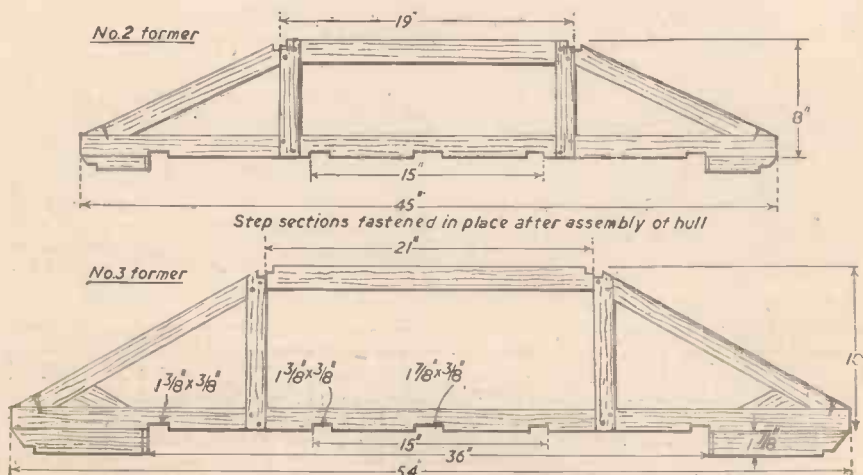 No.2 former
19"
8"
15"
45"
Step sections fastened in place after assembly of hull
21"
No.3 former
1 3/8" x 3/8"
1 3/8" x 3/8"
1 7/8" x 3/8"
15"
36"
1 7/8"
54